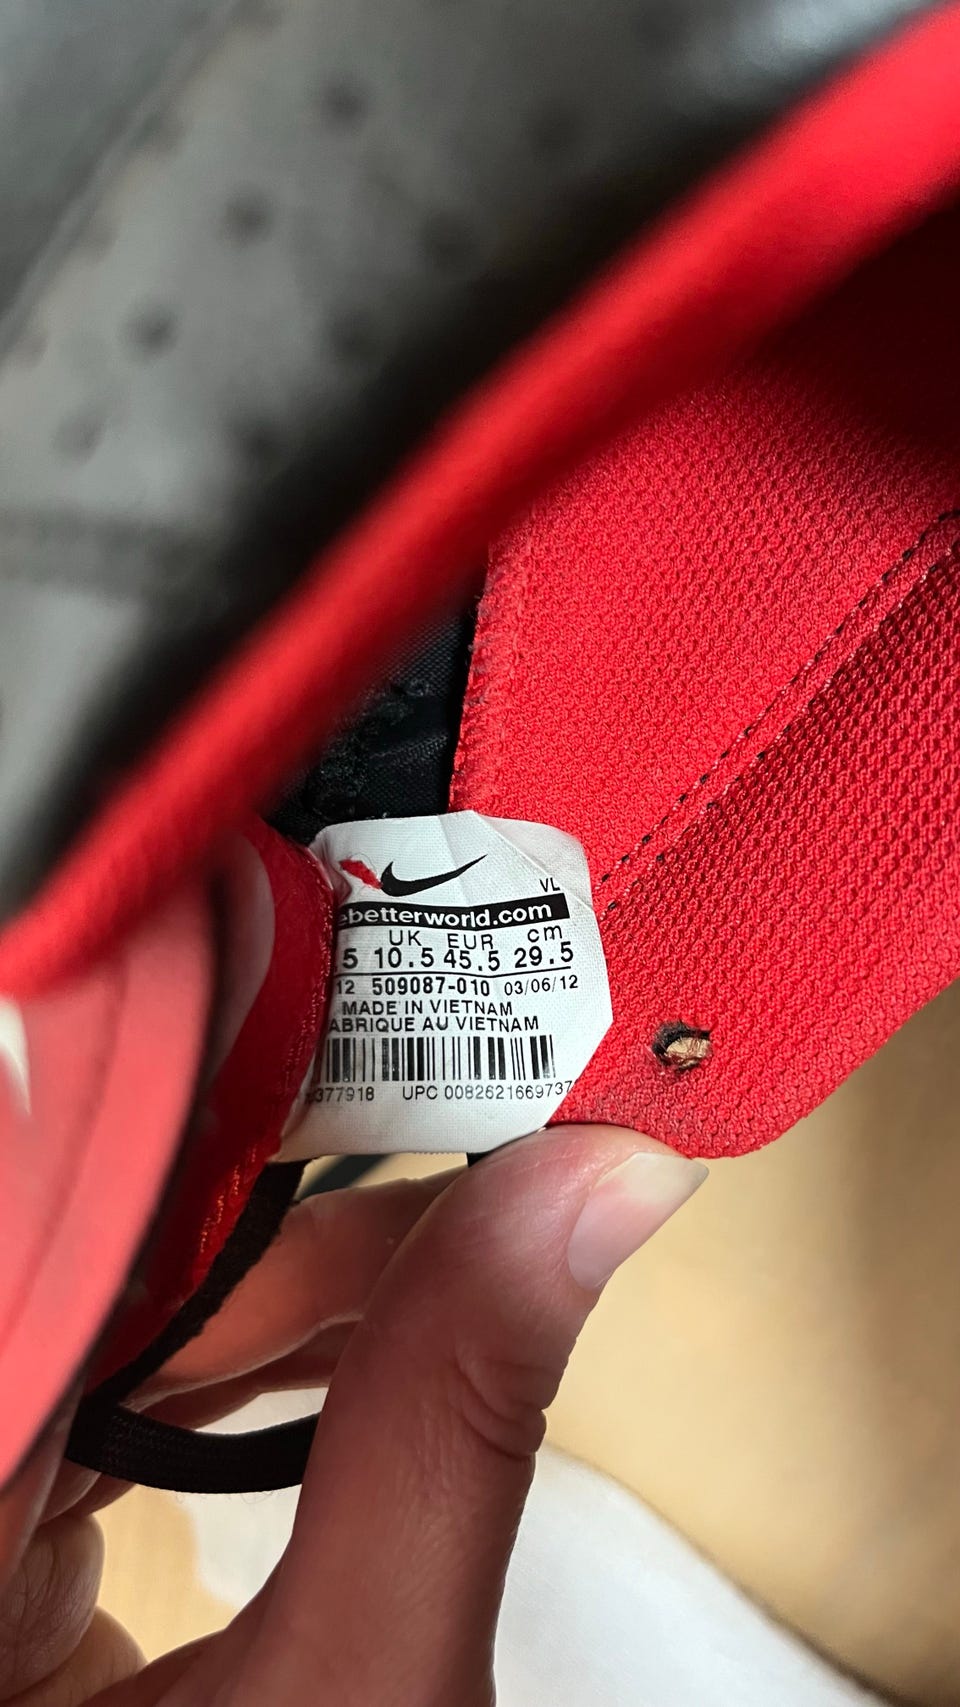 VL
ebetterworld.com
UK EUR cm
.5 10.5 45.5 29.5
12 509087-010 03/06/12
MADE IN VIETNAM
ABRIQUE AU VIETNAM
377918 UPC 0082621669737